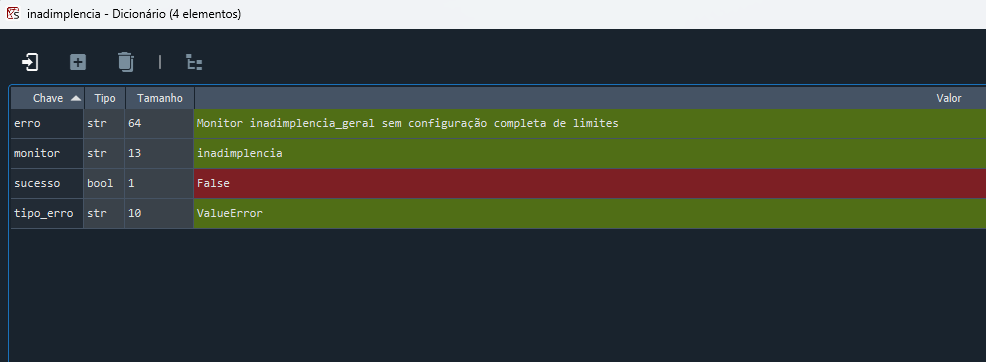 inadimplencia - Dicionário (4 elementos)
Chave Tipo Tamanho Valor
erro str 64 Monitor inadimplencia_geral sem configuração completa de limites
monitor str 13 inadimplencia
sucesso bool 1 False
tipo_erro str 10 ValueError